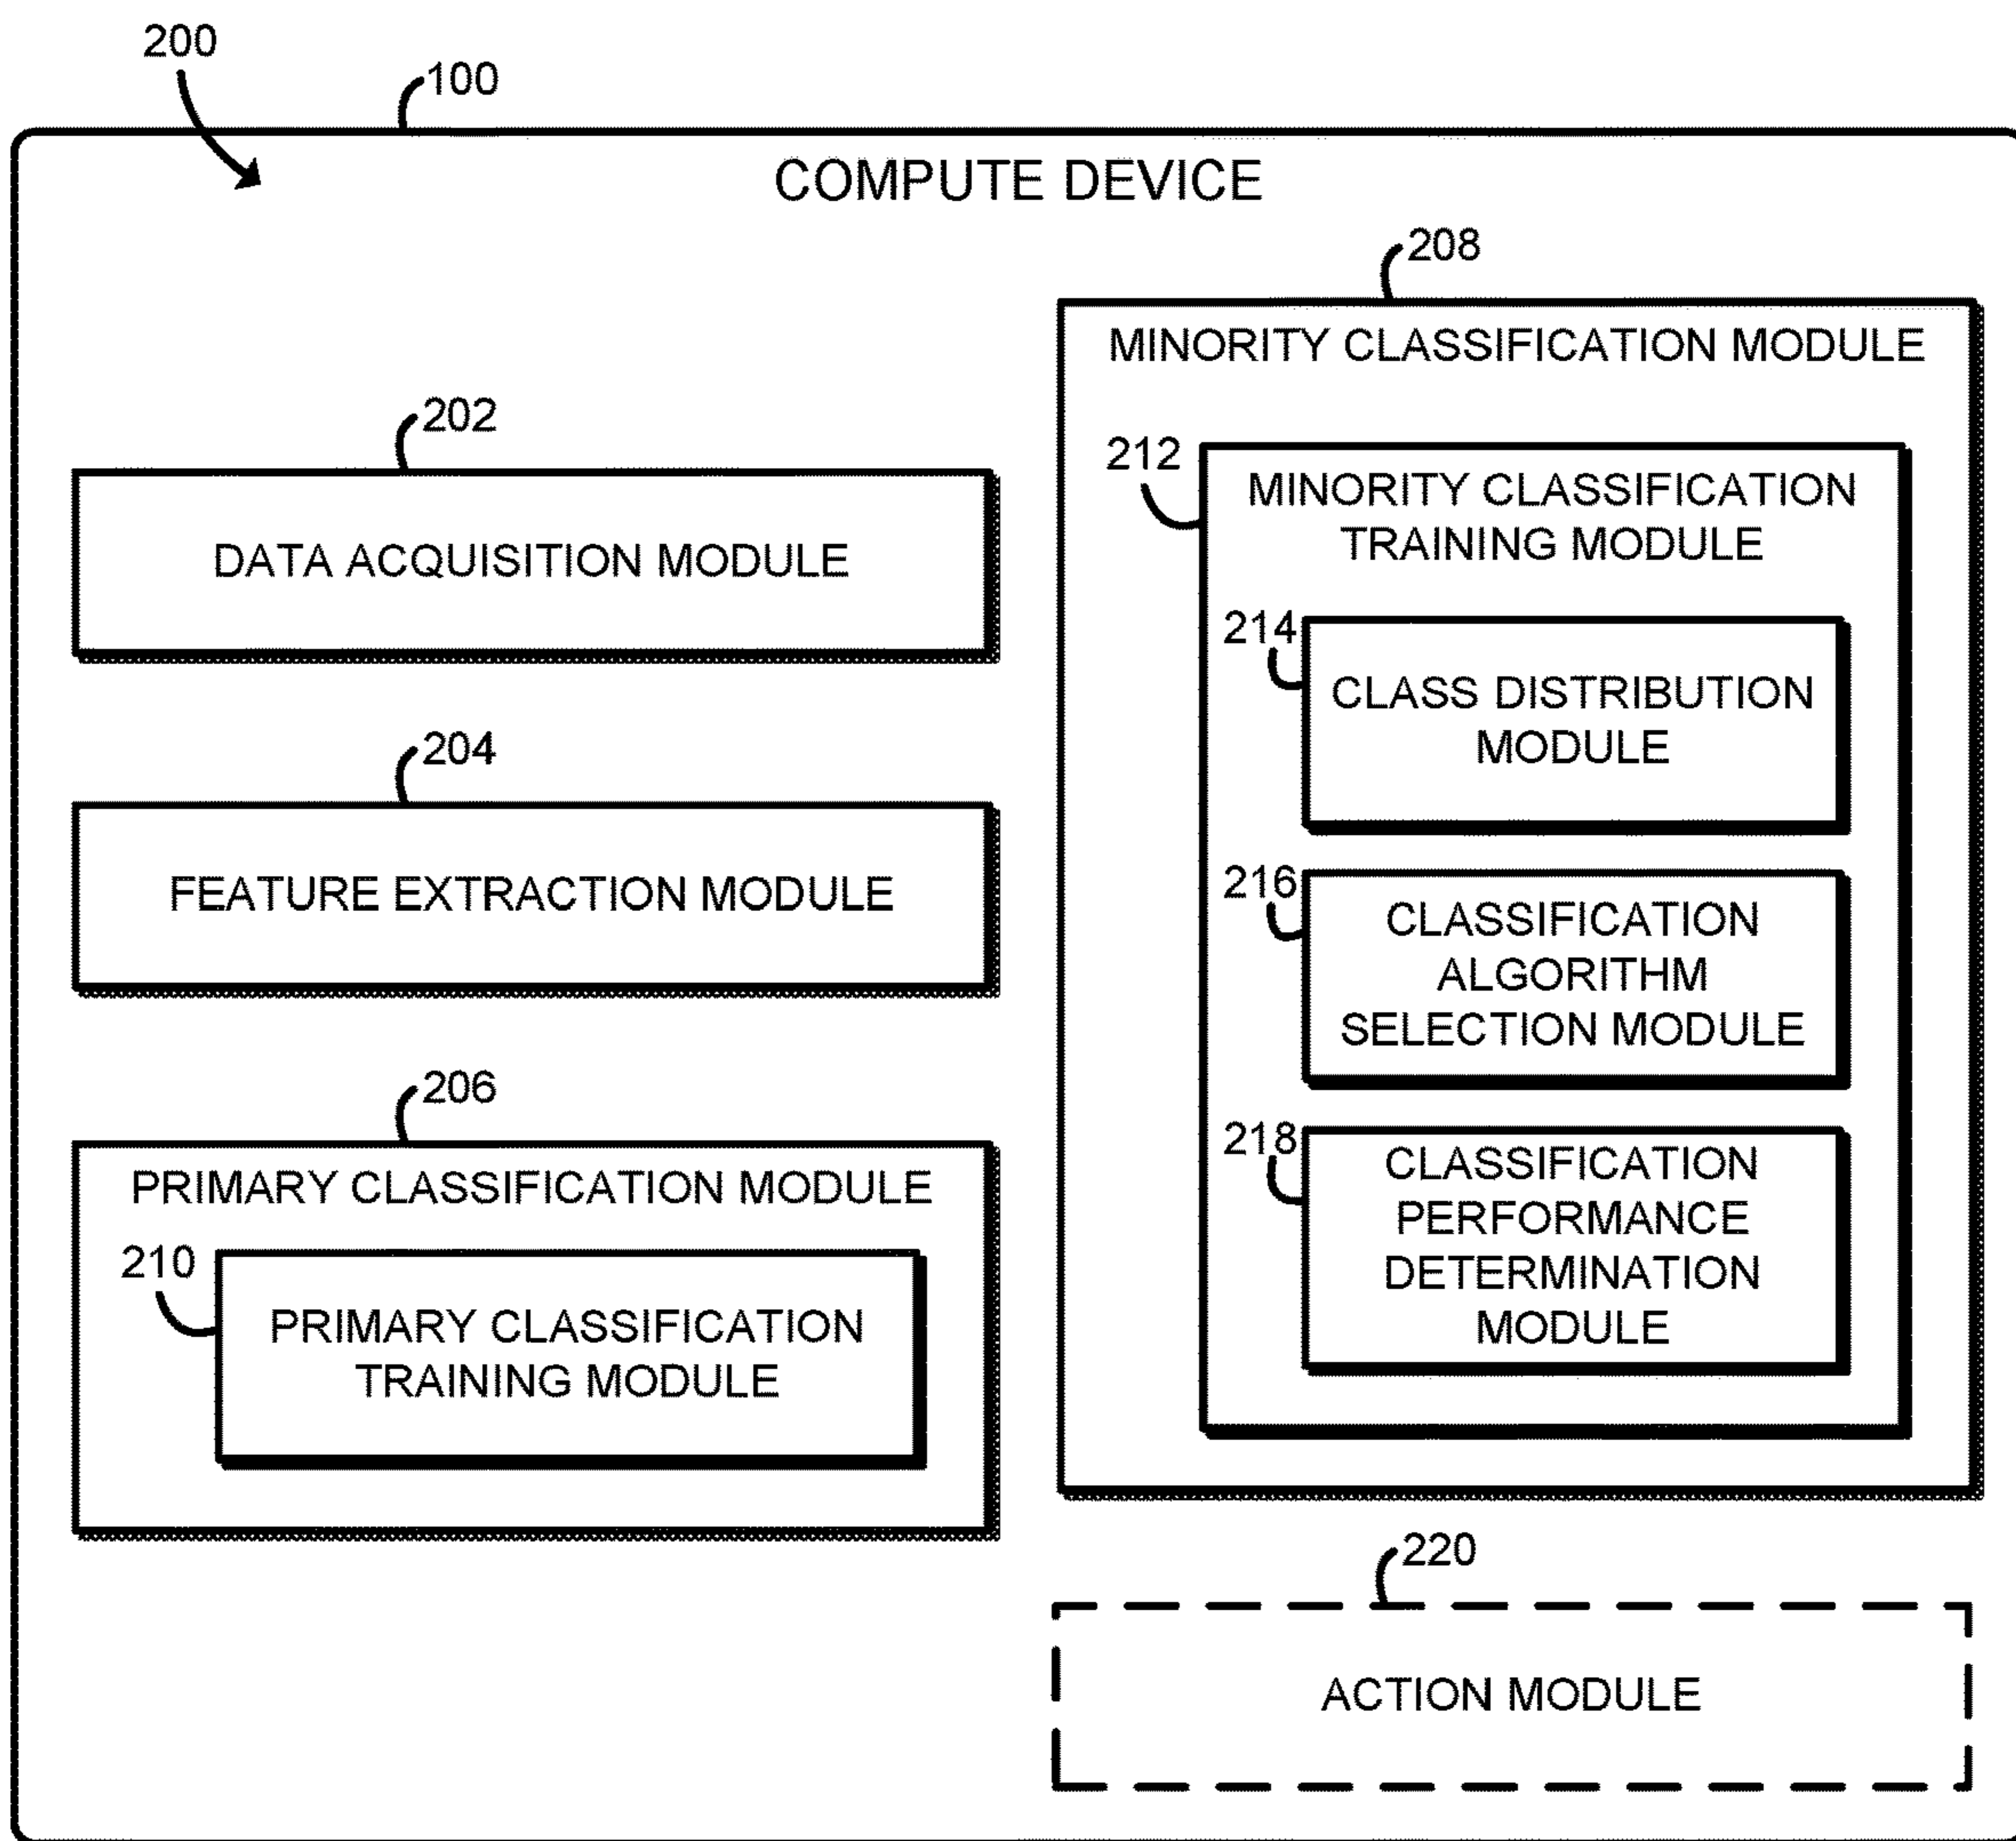 200
100
COMPUTE DEVICE
202
DATA ACQUISITION MODULE
204
FEATURE EXTRACTION MODULE
206
PRIMARY CLASSIFICATION MODULE
210
PRIMARY CLASSIFICATION
TRAINING MODULE
208
MINORITY CLASSIFICATION MODULE
212
MINORITY CLASSIFICATION
TRAINING MODULE
214
CLASS DISTRIBUTION
MODULE
216
CLASSIFICATION
ALGORITHM
SELECTION MODULE
218
CLASSIFICATION
PERFORMANCE
DETERMINATION
MODULE
220
ACTION MODULE